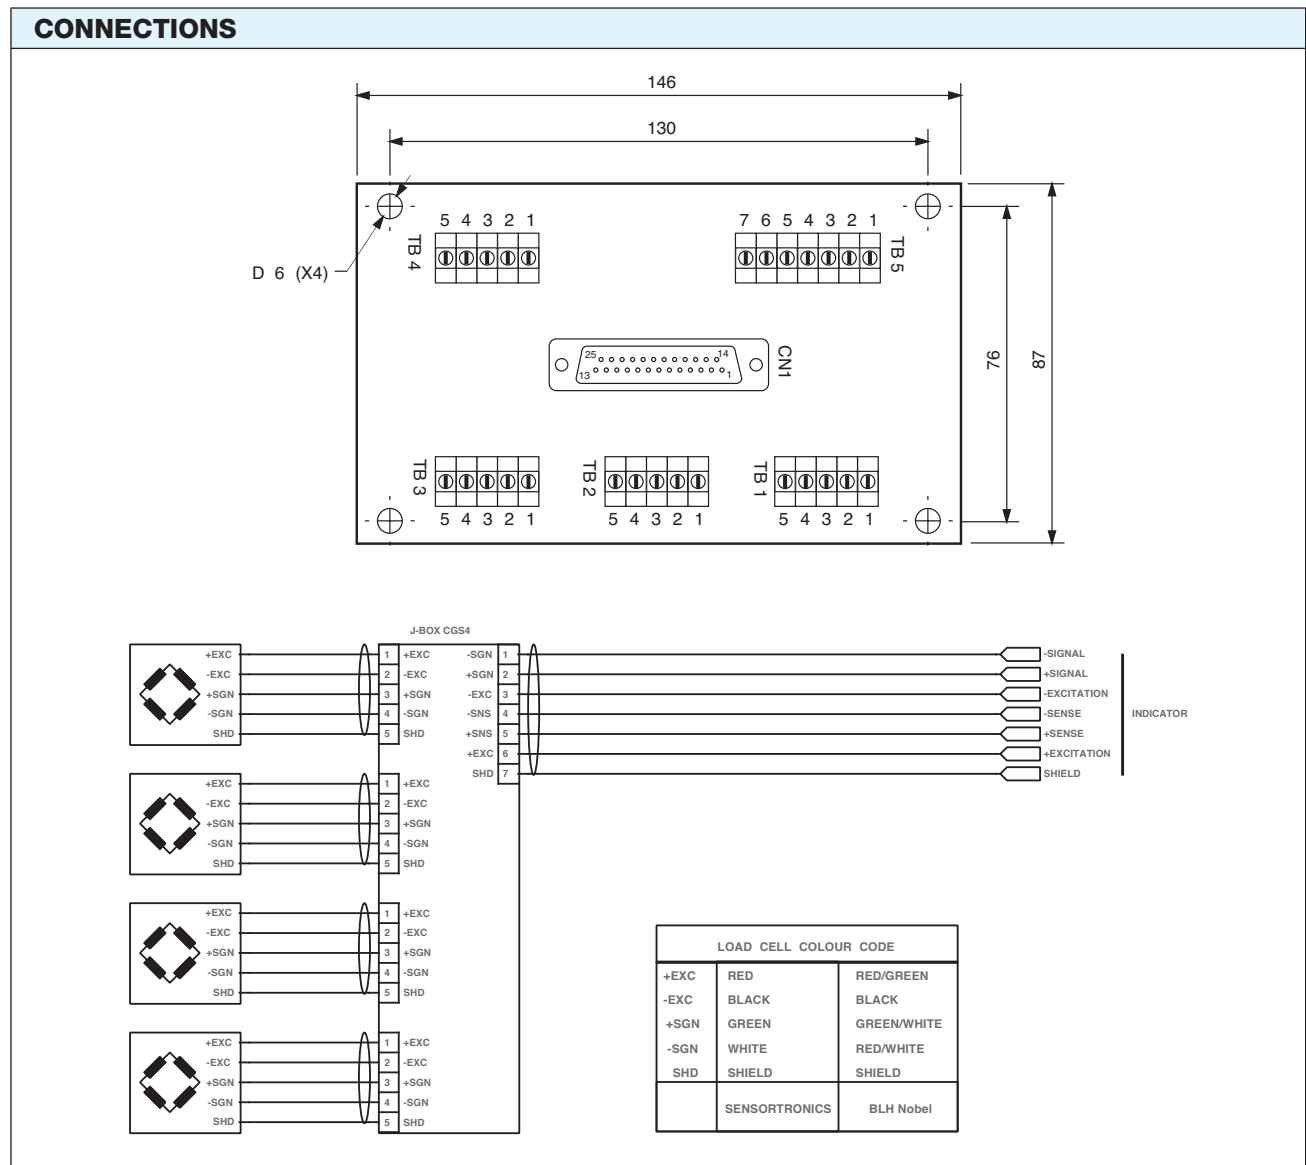 CONNECTIONS
146
130
5 4 3 2 1
7 6 5 4 3 2 1
TB 4
TB 5
D 6 (X4)
25
14
13
1
CN1
76
87
TB 3
TB 2
TB 1
5 4 3 2 1
5 4 3 2 1
5 4 3 2 1
J-BOX CGS4
+EXC 1 +EXC
-EXC 2 -EXC
+SGN 3 +SGN
-SGN 4 -SGN
SHD 5 SHD
-SGN 1 -SIGNAL
+SGN 2 +SIGNAL
-EXC 3 -EXCITATION
-SNS 4 -SENSE
+SNS 5 +SENSE
+EXC 6 +EXCITATION
SHD 7 SHIELD
INDICATOR
+EXC 1 +EXC
-EXC 2 -EXC
+SGN 3 +SGN
-SGN 4 -SGN
SHD 5 SHD
+EXC 1 +EXC
-EXC 2 -EXC
+SGN 3 +SGN
-SGN 4 -SGN
SHD 5 SHD
+EXC 1 +EXC
-EXC 2 -EXC
+SGN 3 +SGN
-SGN 4 -SGN
SHD 5 SHD
LOAD CELL COLOUR CODE
+EXC RED RED/GREEN
-EXC BLACK BLACK
+SGN GREEN GREEN/WHITE
-SGN WHITE RED/WHITE
SHD SHIELD SHIELD
SENSORTRONICS BLH Nobel